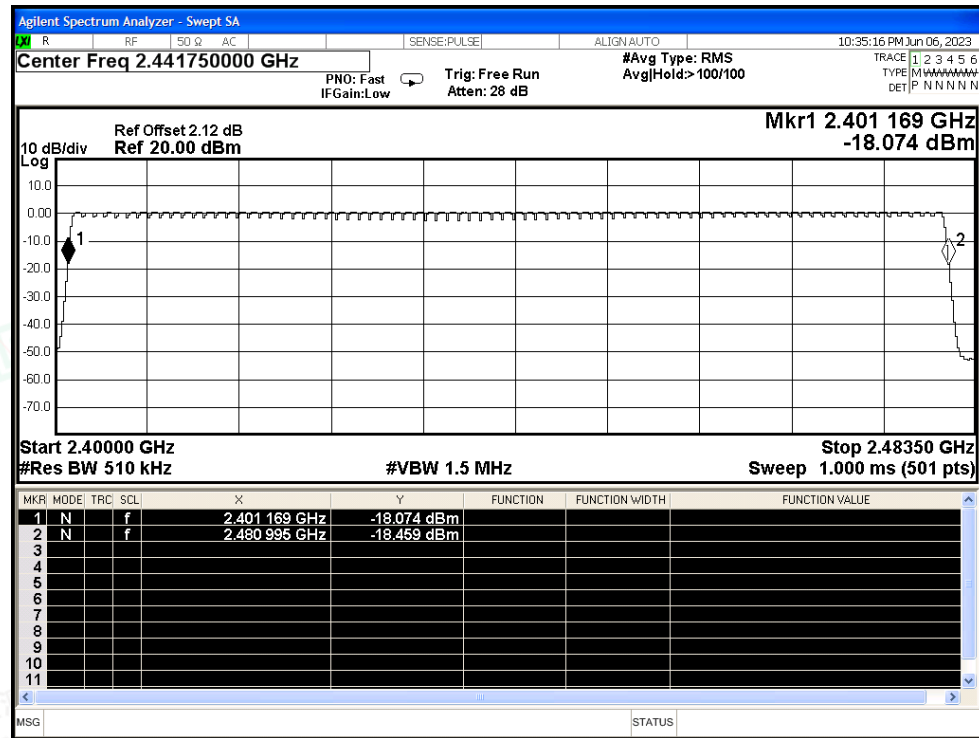 Agilent Spectrum Analyzer - Swept SA
LXI R RF 50 Ω AC SENSE:PULSE ALIGN AUTO 10:35:16 PM Jun 06, 2023
Center Freq 2.441750000 GHz
PNO: Fast
IFGain:Low
Trig: Free Run
Atten: 28 dB
#Avg Type: RMS
Avg|Hold:>100/100
TRACE 1 2 3 4 5 6
TYPE M WWWWW
DET P N N N N N
Mkr1 2.401 169 GHz
-18.074 dBm
Ref Offset 2.12 dB
10 dB/div Ref 20.00 dBm
Log
10.0
0.00
-10.0
1
2
-20.0
-30.0
-40.0
-50.0
-60.0
-70.0
Start 2.40000 GHz Stop 2.48350 GHz
#Res BW 510 kHz #VBW 1.5 MHz Sweep 1.000 ms (501 pts)
MKR MODE TRC SCL X Y FUNCTION FUNCTION WIDTH FUNCTION VALUE
1 N f 2.401 169 GHz -18.074 dBm
2 N f 2.480 995 GHz -18.459 dBm
3
4
5
6
7
8
9
10
11
MSG STATUS